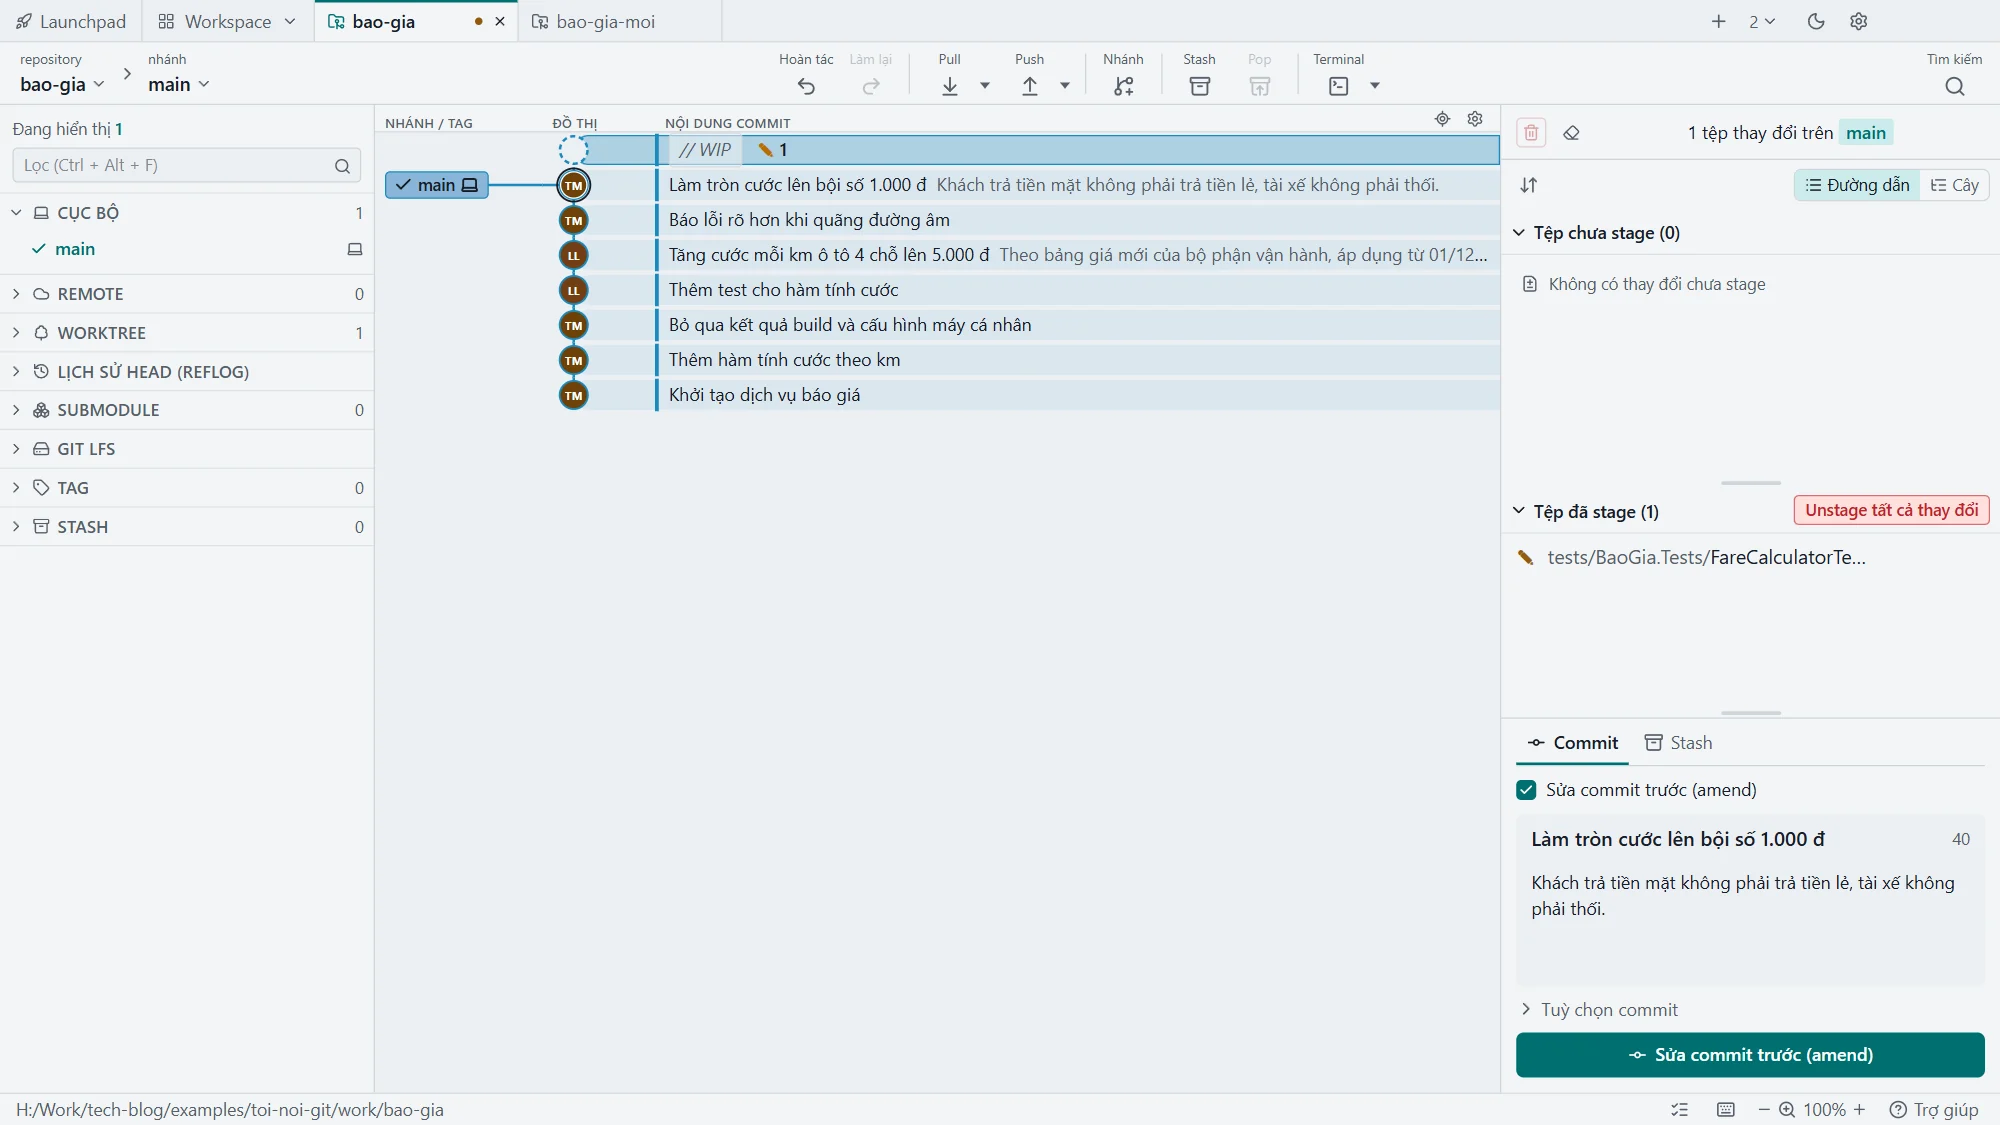 Launchpad
Workspace
bao-gia
bao-gia-moi
2
repository
bao-gia
nhánh
main
Hoàn tác
Làm lại
Pull
Push
Nhánh
Stash
Pop
Terminal
Tìm kiếm
Đang hiển thị 1
Lọc (Ctrl + Alt + F)
CỤC BỘ 1
main
REMOTE 0
WORKTREE 1
LỊCH SỬ HEAD (REFLOG)
SUBMODULE 0
GIT LFS
TAG 0
STASH 0
NHÁNH / TAG
ĐỒ THỊ
NỘI DUNG COMMIT
// WIP 1
main TM Làm tròn cước lên bội số 1.000 đ Khách trả tiền mặt không phải trả tiền lẻ, tài xế không phải thối.
TM Báo lỗi rõ hơn khi quãng đường âm
LL Tăng cước mỗi km ô tô 4 chỗ lên 5.000 đ Theo bảng giá mới của bộ phận vận hành, áp dụng từ 01/12...
LL Thêm test cho hàm tính cước
TM Bỏ qua kết quả build và cấu hình máy cá nhân
TM Thêm hàm tính cước theo km
TM Khởi tạo dịch vụ báo giá
1 tệp thay đổi trên main
Đường dẫn
Cây
Tệp chưa stage (0)
Không có thay đổi chưa stage
Tệp đã stage (1)
Unstage tất cả thay đổi
tests/BaoGia.Tests/FareCalculatorTe...
Commit
Stash
Sửa commit trước (amend)
Làm tròn cước lên bội số 1.000 đ 40
Khách trả tiền mặt không phải trả tiền lẻ, tài xế không
phải thối.
Tuỳ chọn commit
Sửa commit trước (amend)
H:/Work/tech-blog/examples/toi-noi-git/work/bao-gia
100%
Trợ giúp